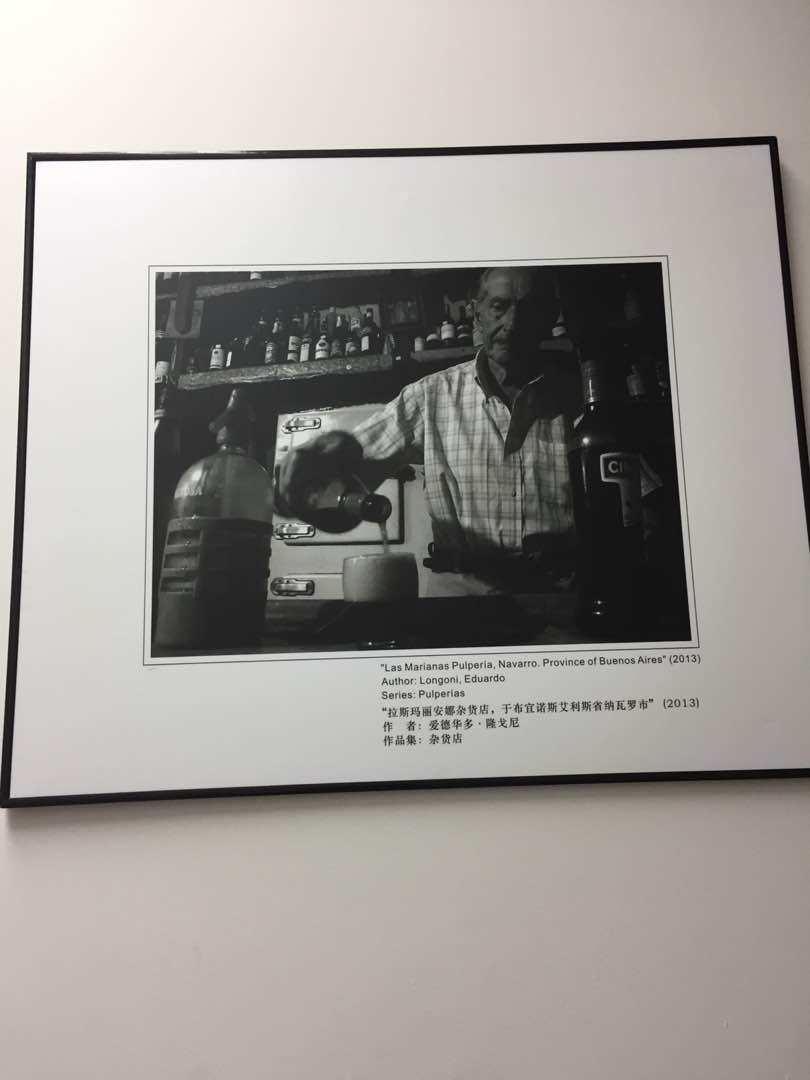 "Las Marianas Pulpería, Navarro. Province of Buenos Aires" (2013)
Author: Longoni, Eduardo
Series: Pulperías
“拉斯玛丽安娜杂货店，于布宜诺斯艾利斯省纳瓦罗市” (2013)
作 者：爱德华多·隆戈尼
作品集：杂货店